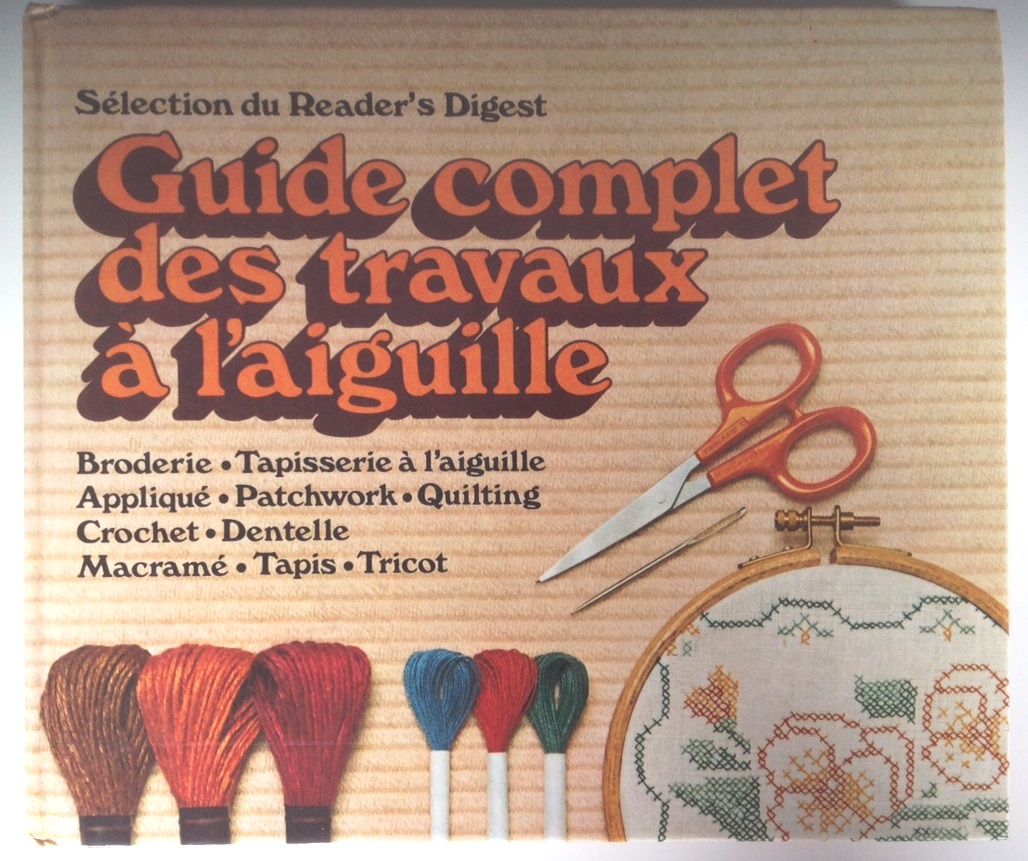 Sélection du Reader's Digest
Guide complet
des travaux
à l'aiguille
Broderie • Tapisserie à l'aiguille
Appliqué • Patchwork • Quilting
Crochet • Dentelle
Macramé • Tapis • Tricot